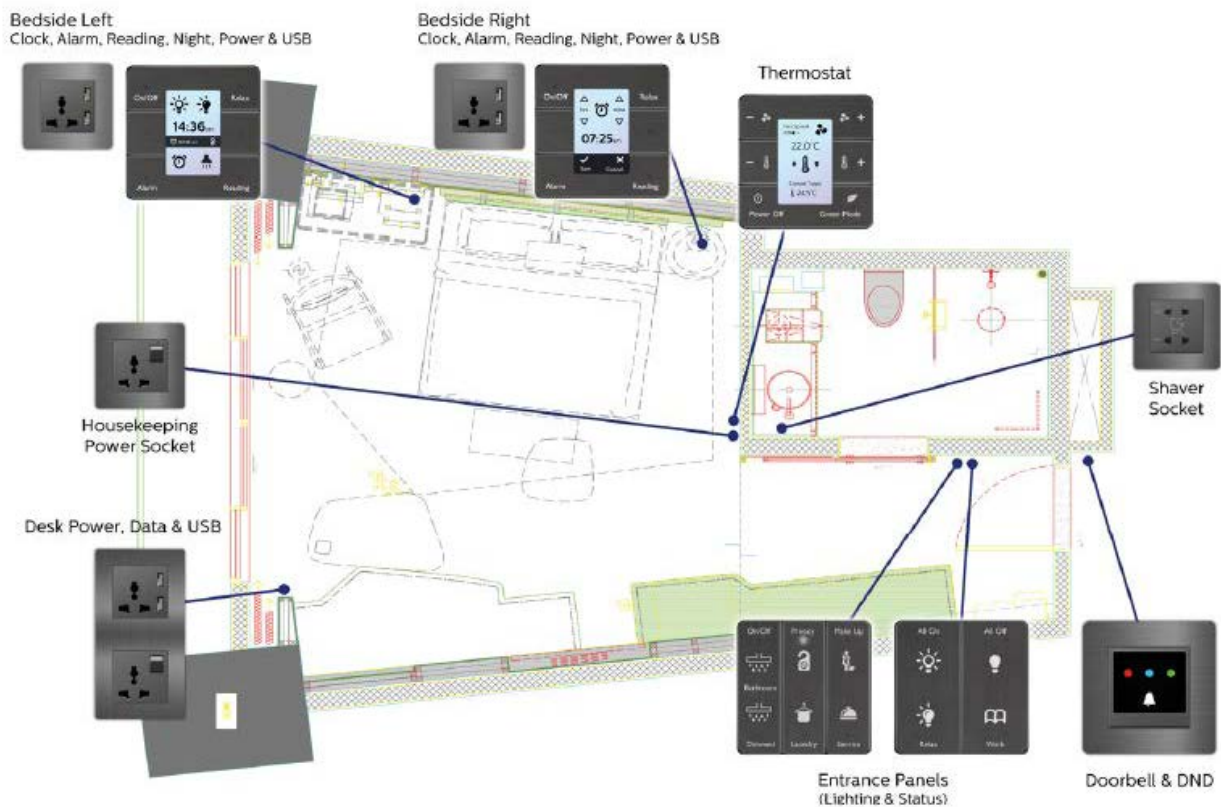 Bedside Left
Clock, Alarm, Reading, Night, Power & USB
Bedside Right
Clock, Alarm, Reading, Night, Power & USB
Thermostat
On/Off
Relax
14:36
Alarm
Reading
On/Off
Relax
07:25
Alarm
Reading
22.0°C
24.5°C
Power Off
Green Mode
Housekeeping
Power Socket
Shaver
Socket
Desk Power, Data & USB
On/Off
Privacy
Make Up
Bathroom
Dimmed
Laundry
Service
All On
All Off
Relax
Work
Entrance Panels
(Lighting & Status)
Doorbell & DND